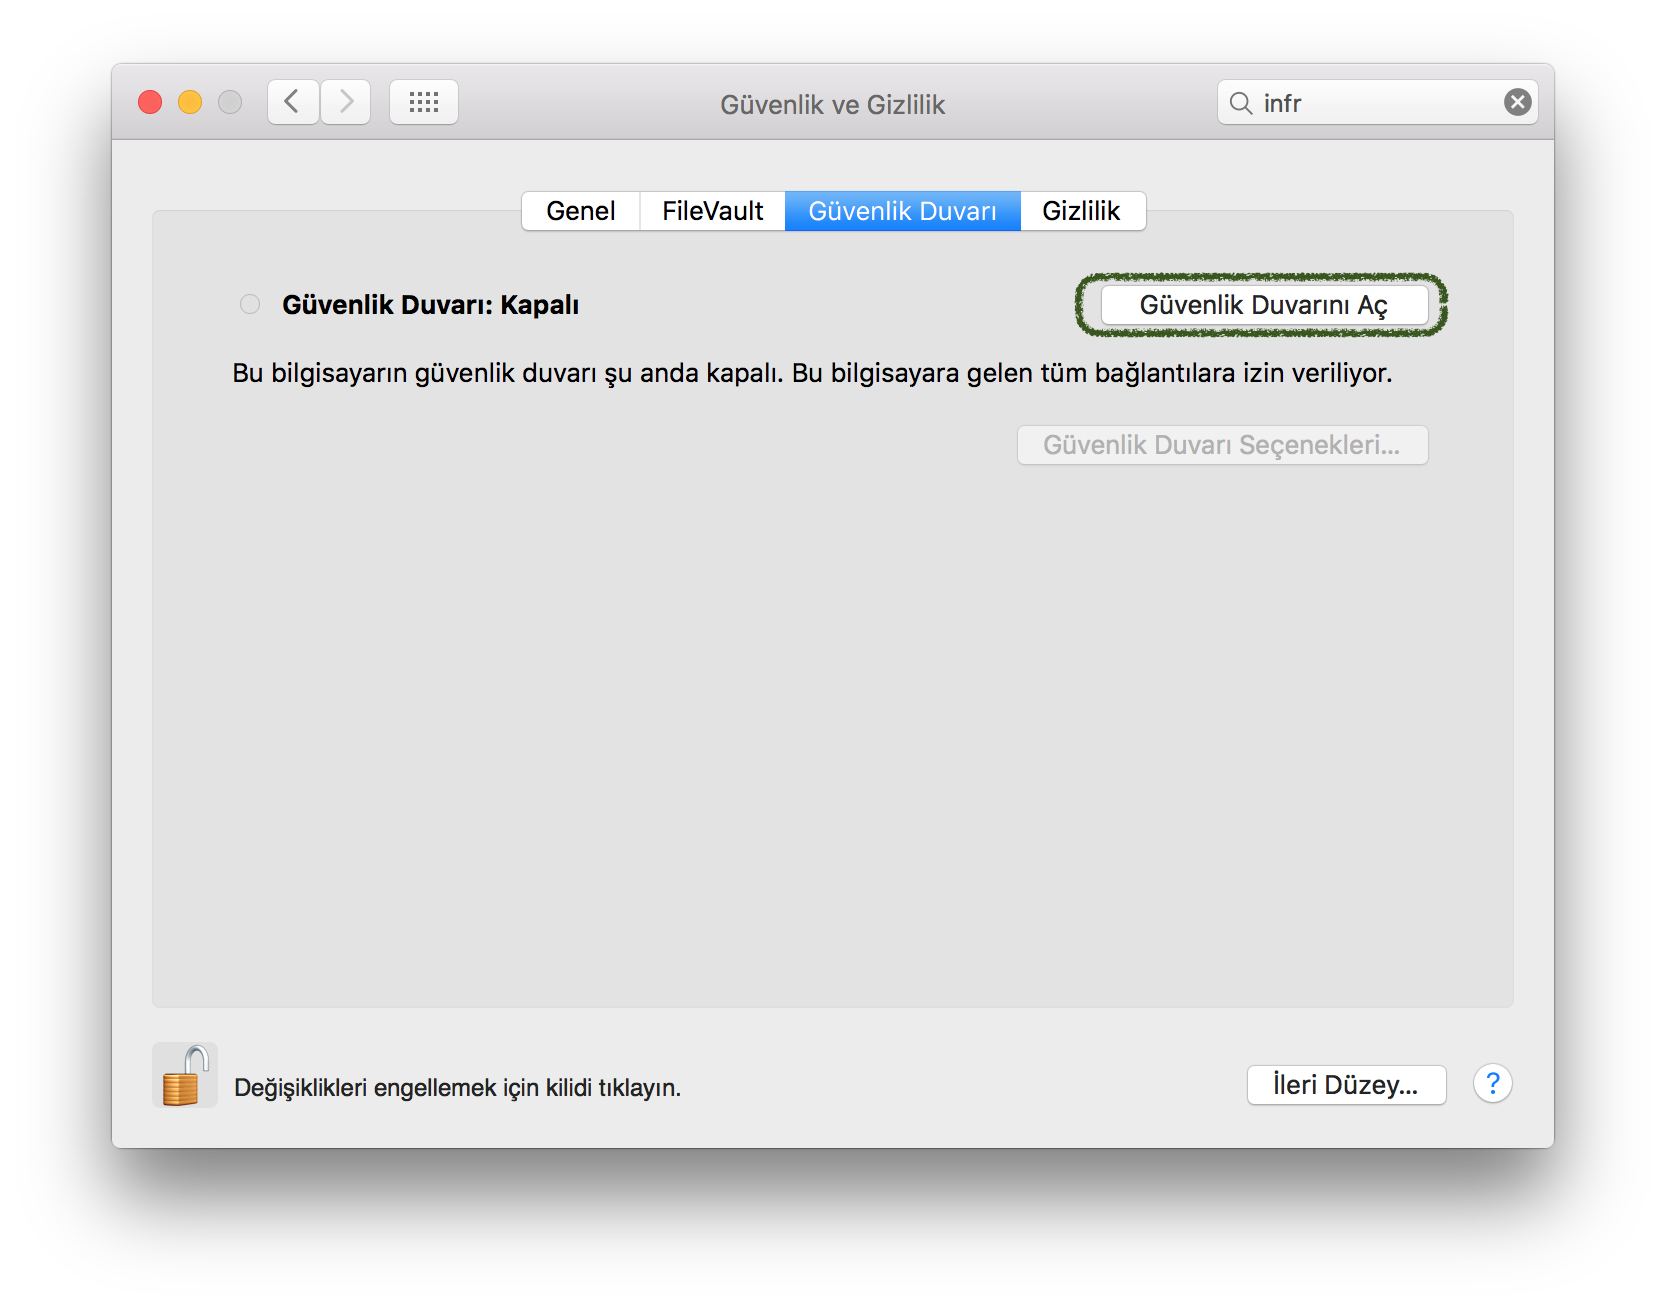 Güvenlik ve Gizlilik
infr
Genel FileVault Güvenlik Duvarı Gizlilik
Güvenlik Duvarı: Kapalı
Güvenlik Duvarını Aç
Bu bilgisayarın güvenlik duvarı şu anda kapalı. Bu bilgisayara gelen tüm bağlantılara izin veriliyor.
Güvenlik Duvarı Seçenekleri...
Değişiklikleri engellemek için kilidi tıklayın.
İleri Düzey...
?